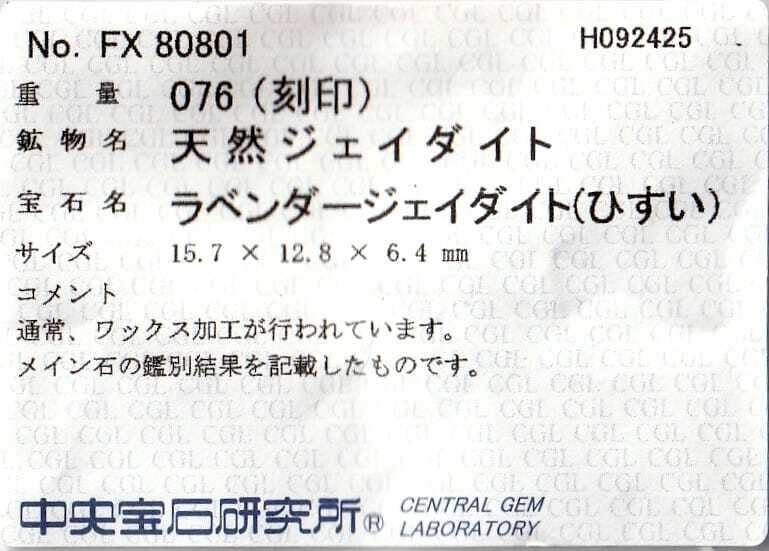 No. FX 80801 H092425
重量 076（刻印）
鉱物名 天然ジェイダイト
宝石名 ラベンダージェイダイト(ひすい)
サイズ 15.7 × 12.8 × 6.4 mm
コメント
通常、ワックス加工が行われています。
メイン石の鑑別結果を記載したものです。
中央宝石研究所® CENTRAL GEM
LABORATORY